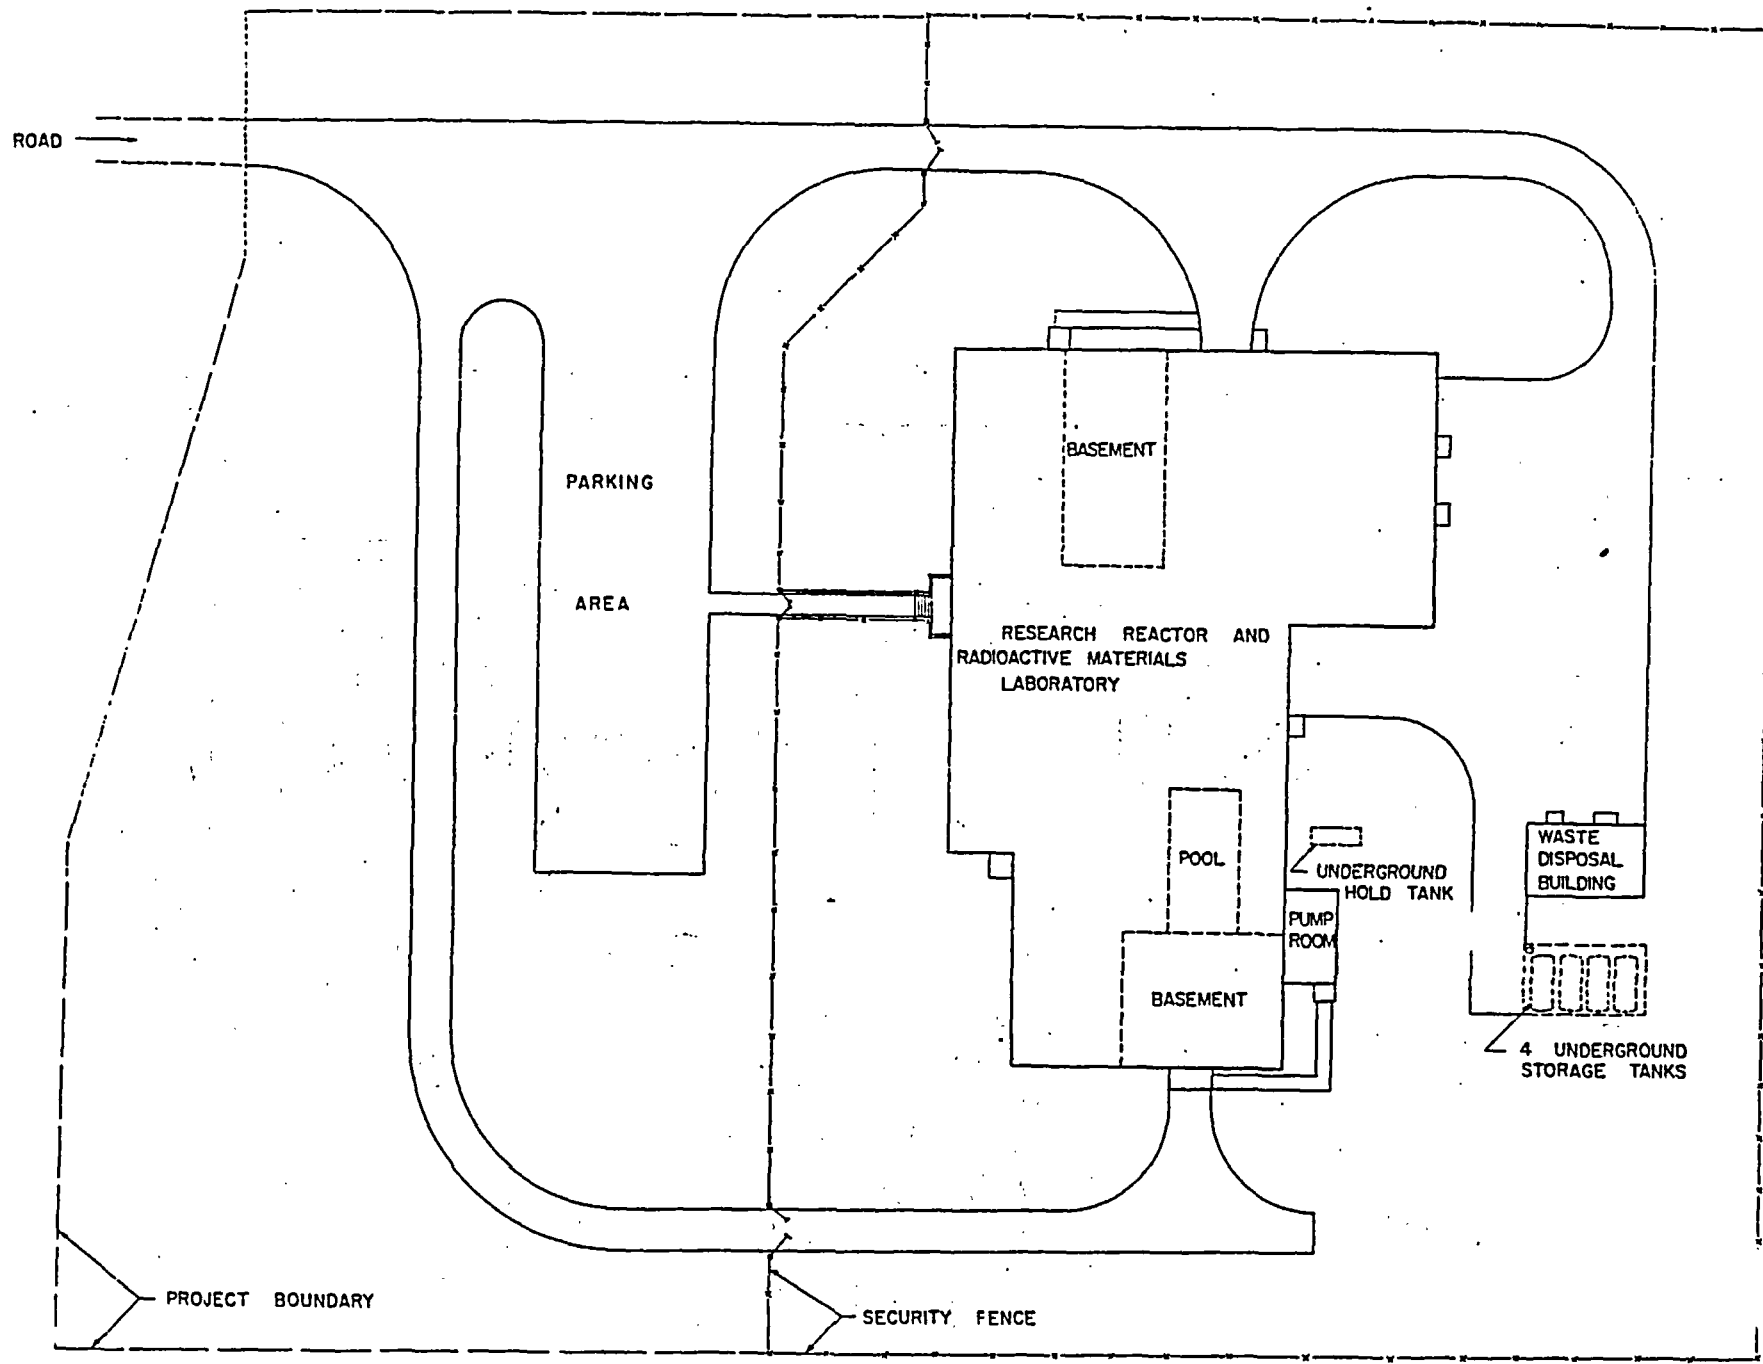 ROAD
BASEMENT
PARKING
AREA
RESEARCH REACTOR AND
RADIOACTIVE MATERIALS
LABORATORY
POOL
UNDERGROUND
HOLD TANK
WASTE
DISPOSAL
BUILDING
PUMP
ROOM
BASEMENT
4 UNDERGROUND
STORAGE TANKS
PROJECT BOUNDARY
SECURITY FENCE